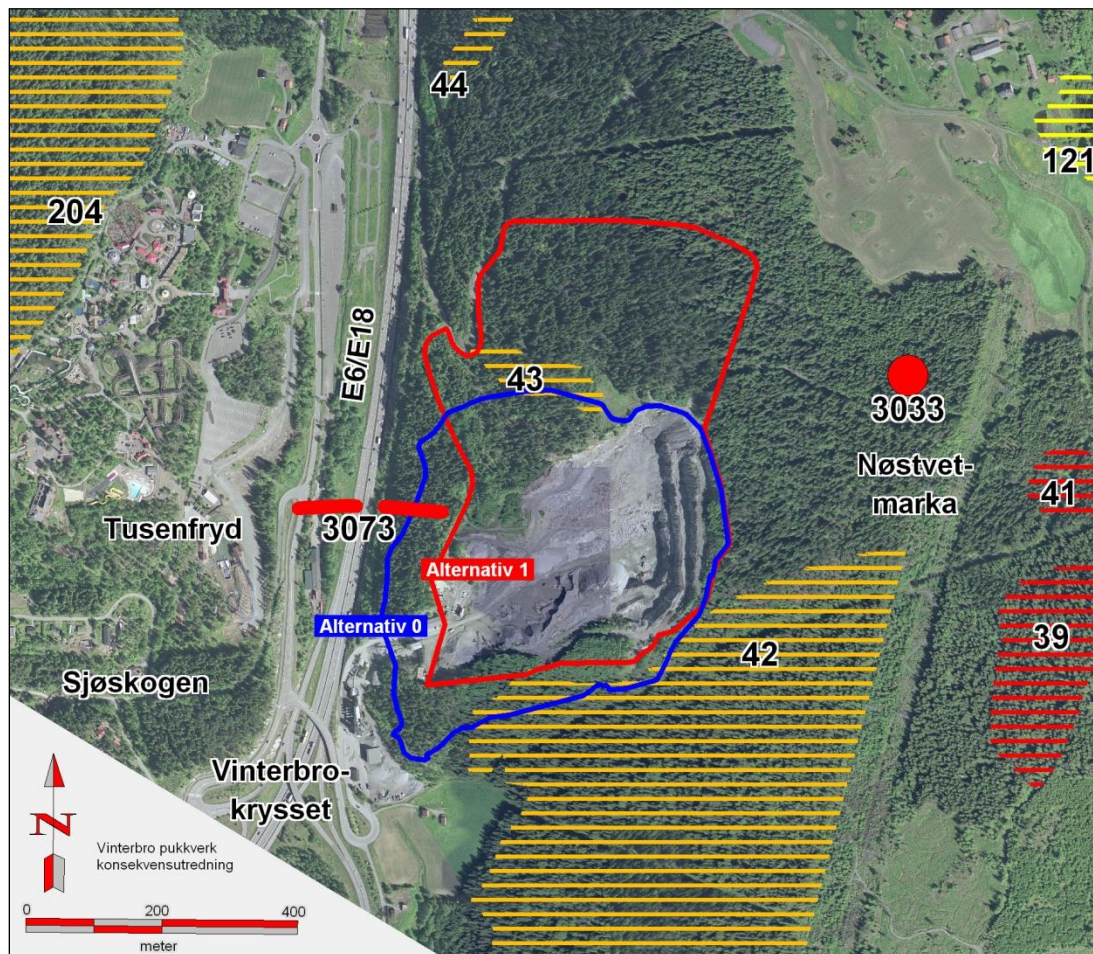 44
121
204
E6/E18
43
3033
Nøstvet-
marka
41
3073
Tusenfryd
Alternativ 1
Alternativ 0
39
42
Sjøskogen
Vinterbro-
krysset
N
Vinterbro pukkverk
konsekvensutredning
0 200 400
meter